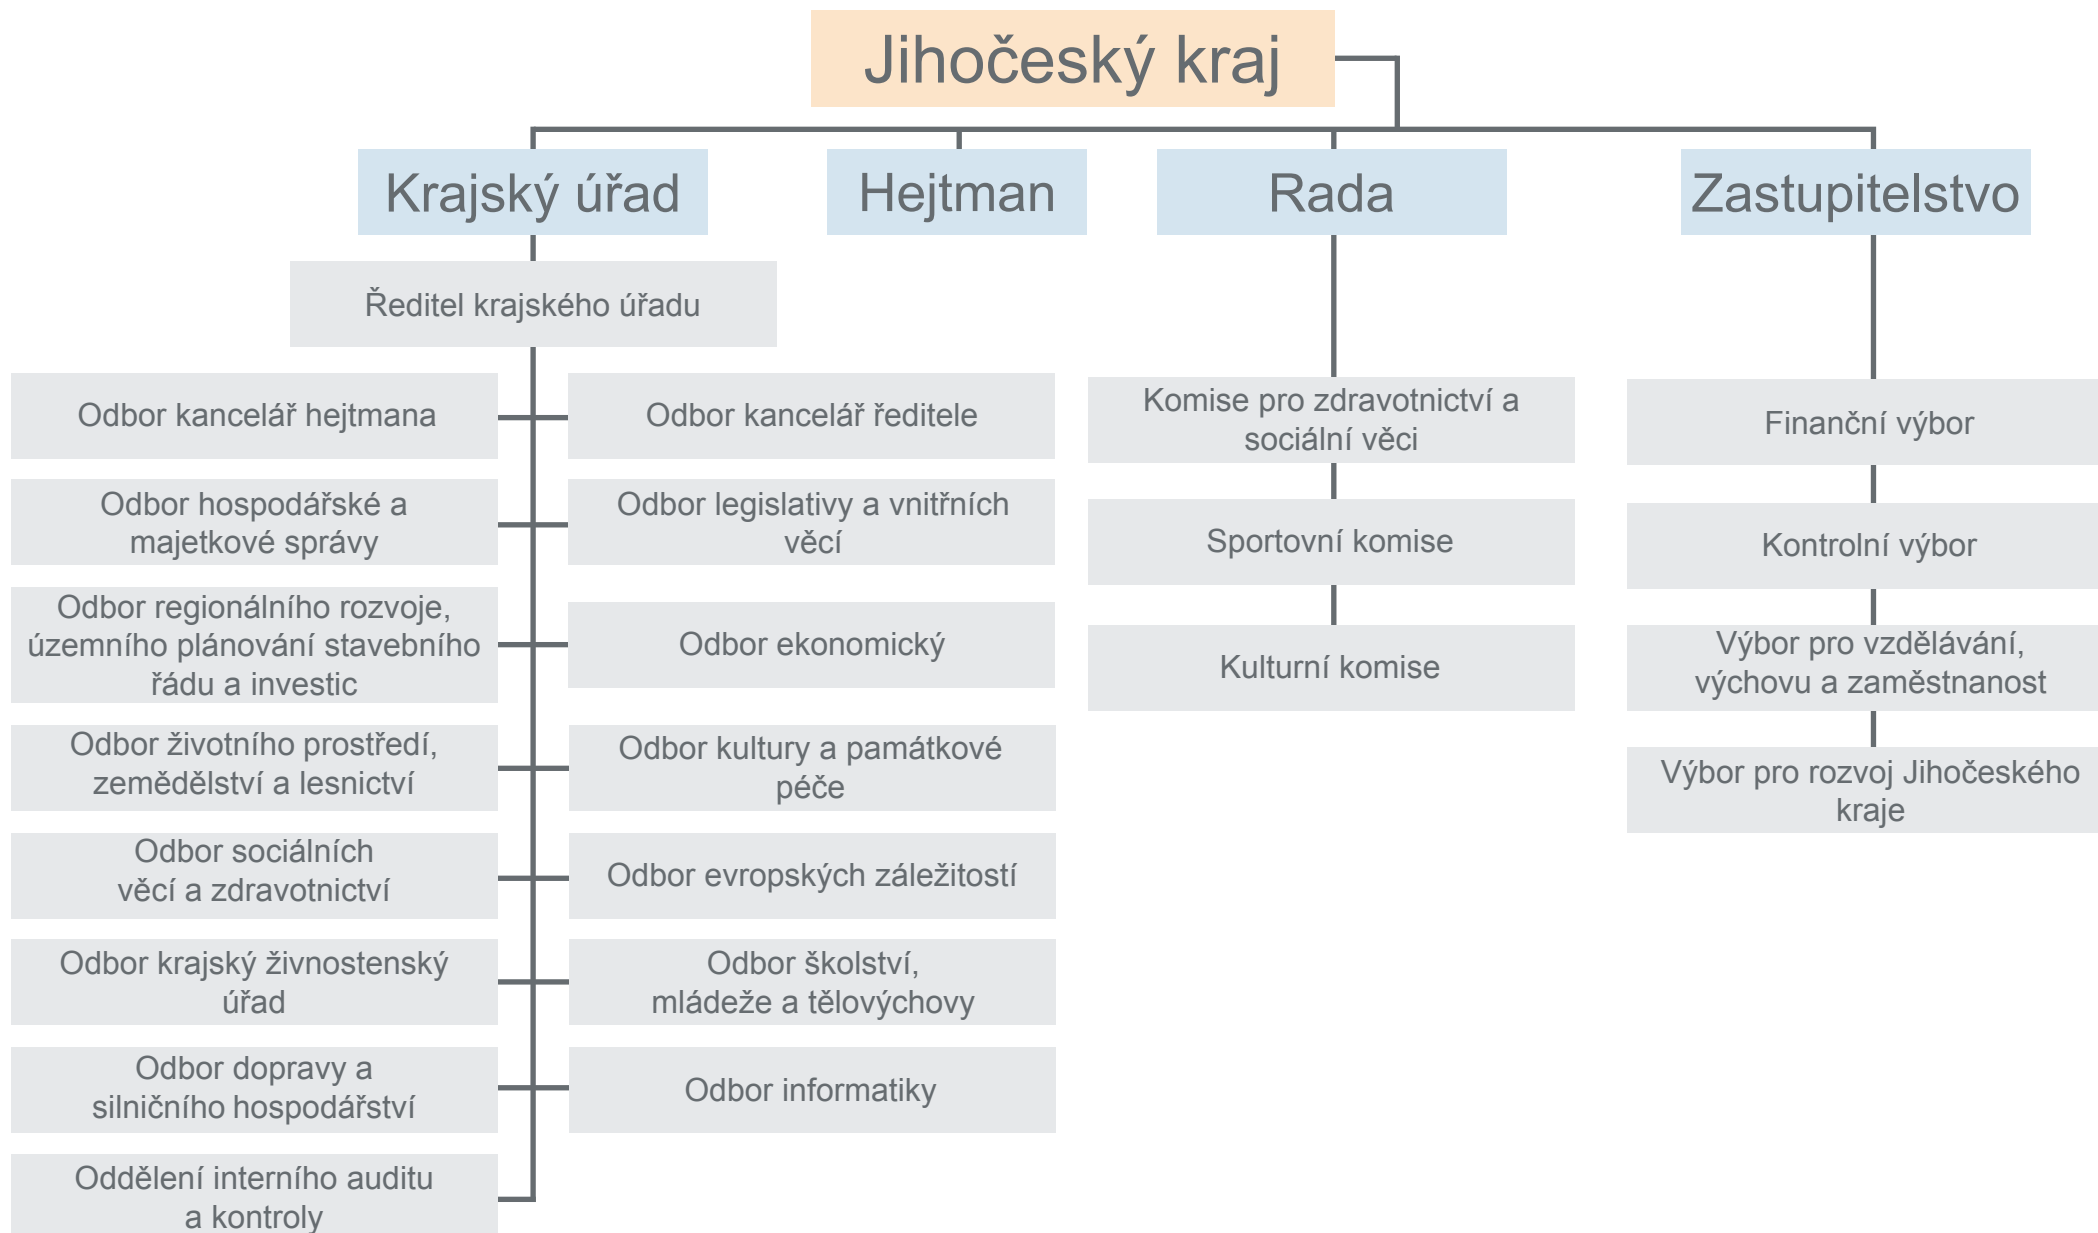 Jihočeský kraj
Krajský úřad
Hejtman
Rada
Zastupitelstvo
Ředitel krajského úřadu
Odbor kancelář hejtmana
Odbor kancelář ředitele
Odbor hospodářské a
majetkové správy
Odbor legislativy a vnitřních
věcí
Odbor regionálního rozvoje,
územního plánování stavebního
řádu a investic
Odbor ekonomický
Odbor životního prostředí,
zemědělství a lesnictví
Odbor kultury a památkové
péče
Odbor sociálních
věcí a zdravotnictví
Odbor evropských záležitostí
Odbor krajský živnostenský
úřad
Odbor školství,
mládeže a tělovýchovy
Odbor dopravy a
silničního hospodářství
Odbor informatiky
Oddělení interního auditu
a kontroly
Komise pro zdravotnictví a
sociální věci
Sportovní komise
Kulturní komise
Finanční výbor
Kontrolní výbor
Výbor pro vzdělávání,
výchovu a zaměstnanost
Výbor pro rozvoj Jihočeského
kraje